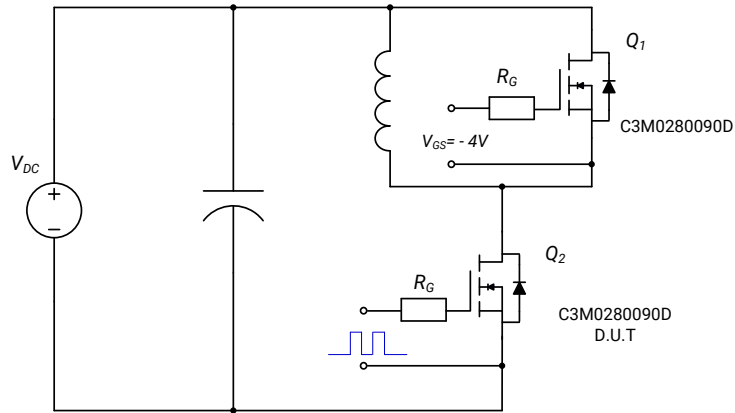 Q1
RG
C3M0280090D
VGS= - 4V
VDC
+
−
Q2
RG
C3M0280090D
D.U.T